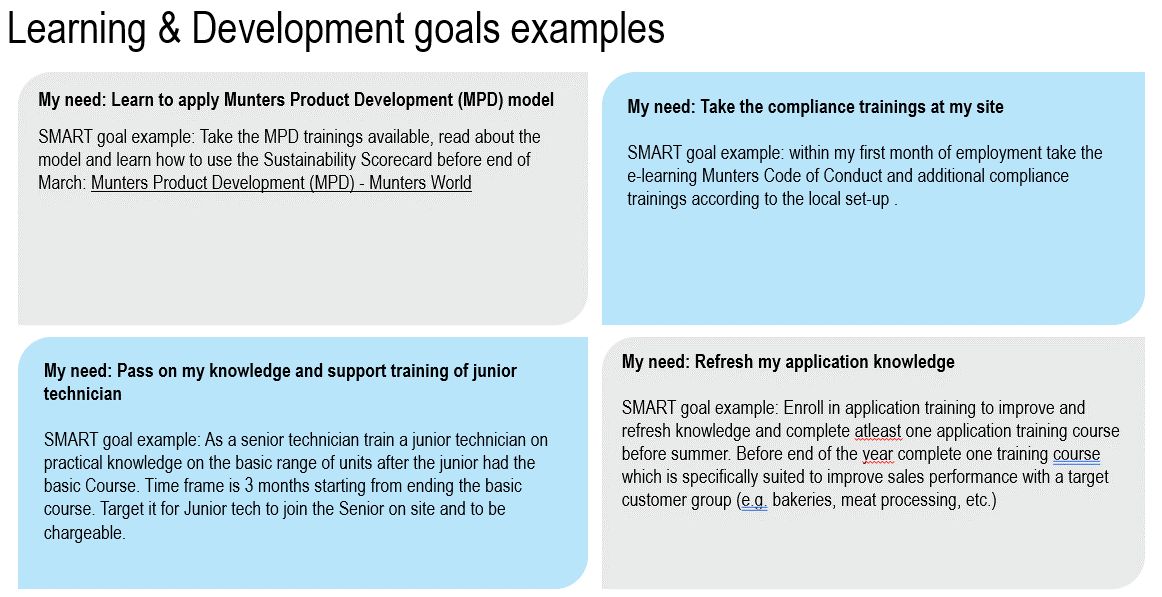 Learning & Development goals examples
My need: Learn to apply Munters Product Development (MPD) model
SMART goal example: Take the MPD trainings available, read about the
model and learn how to use the Sustainability Scorecard before end of
March: Munters Product Development (MPD) - Munters World
My need: Take the compliance trainings at my site
SMART goal example: within my first month of employment take the
e-learning Munters Code of Conduct and additional compliance
trainings according to the local set-up .
My need: Pass on my knowledge and support training of junior
technician
SMART goal example: As a senior technician train a junior technician on
practical knowledge on the basic range of units after the junior had the
basic Course. Time frame is 3 months starting from ending the basic
course. Target it for Junior tech to join the Senior on site and to be
chargeable.
My need: Refresh my application knowledge
SMART goal example: Enroll in application training to improve and
refresh knowledge and complete atleast one application training course
before summer. Before end of the year complete one training course
which is specifically suited to improve sales performance with a target
customer group (e.g. bakeries, meat processing, etc.)